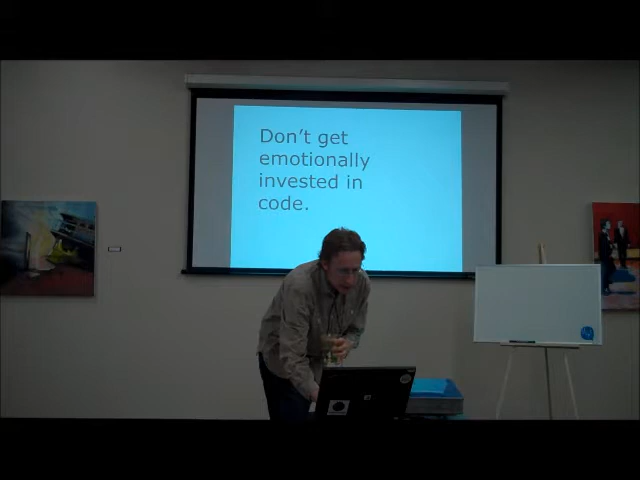 Don't get
emotionally
invested in
code.